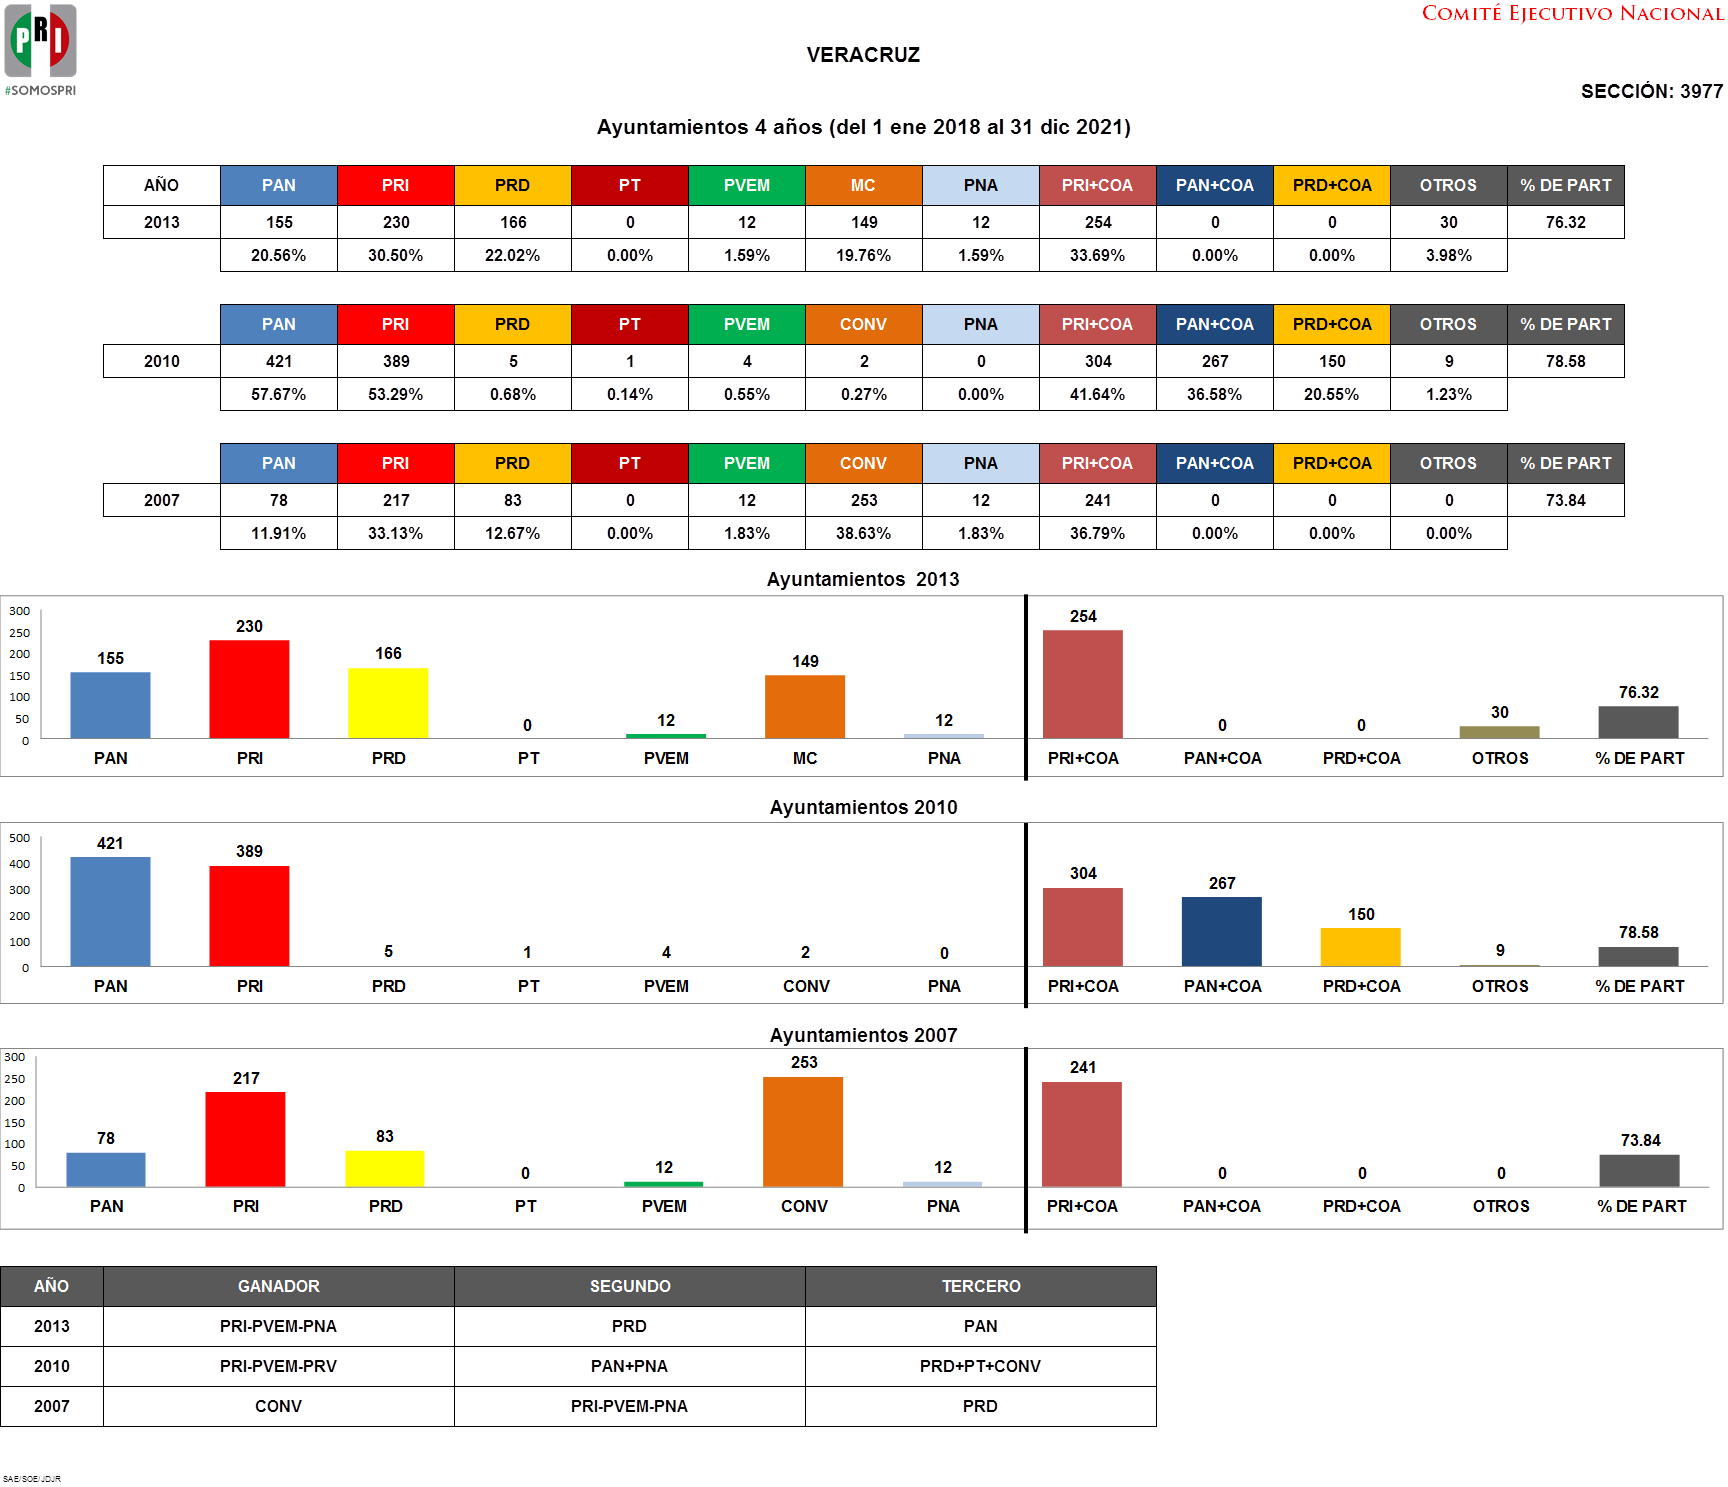 PRI
#SOMOSPRI
COMITÉ EJECUTIVO NACIONAL
VERACRUZ
SECCIÓN: 3977
Ayuntamientos 4 años (del 1 ene 2018 al 31 dic 2021)
AÑO PAN PRI PRD PT PVEM MC PNA PRI+COA PAN+COA PRD+COA OTROS % DE PART
2013 155 230 166 0 12 149 12 254 0 0 30 76.32
20.56% 30.50% 22.02% 0.00% 1.59% 19.76% 1.59% 33.69% 0.00% 0.00% 3.98%
PAN PRI PRD PT PVEM CONV PNA PRI+COA PAN+COA PRD+COA OTROS % DE PART
2010 421 389 5 1 4 2 0 304 267 150 9 78.58
57.67% 53.29% 0.68% 0.14% 0.55% 0.27% 0.00% 41.64% 36.58% 20.55% 1.23%
PAN PRI PRD PT PVEM CONV PNA PRI+COA PAN+COA PRD+COA OTROS % DE PART
2007 78 217 83 0 12 253 12 241 0 0 0 73.84
11.91% 33.13% 12.67% 0.00% 1.83% 38.63% 1.83% 36.79% 0.00% 0.00% 0.00%
Ayuntamientos 2013
300
250
200
150
100
50
0
155 230 166 0 12 149 12 254 0 0 30 76.32
PAN PRI PRD PT PVEM MC PNA PRI+COA PAN+COA PRD+COA OTROS % DE PART
Ayuntamientos 2010
500
400
300
200
100
0
421 389 5 1 4 2 0 304 267 150 9 78.58
PAN PRI PRD PT PVEM CONV PNA PRI+COA PAN+COA PRD+COA OTROS % DE PART
Ayuntamientos 2007
300
250
200
150
100
50
0
78 217 83 0 12 253 12 241 0 0 0 73.84
PAN PRI PRD PT PVEM CONV PNA PRI+COA PAN+COA PRD+COA OTROS % DE PART
AÑO GANADOR SEGUNDO TERCERO
2013 PRI-PVEM-PNA PRD PAN
2010 PRI-PVEM-PRV PAN+PNA PRD+PT+CONV
2007 CONV PRI-PVEM-PNA PRD
SAE/SOE/JDJR